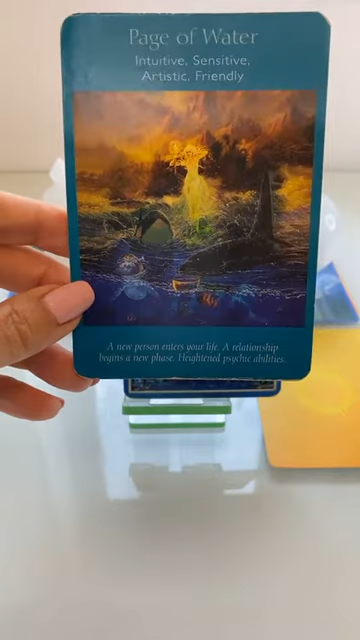 Page of Water
Intuitive, Sensitive,
Artistic, Friendly
A new person enters your life. A relationship
begins a new phase. Heightened psychic abilities.